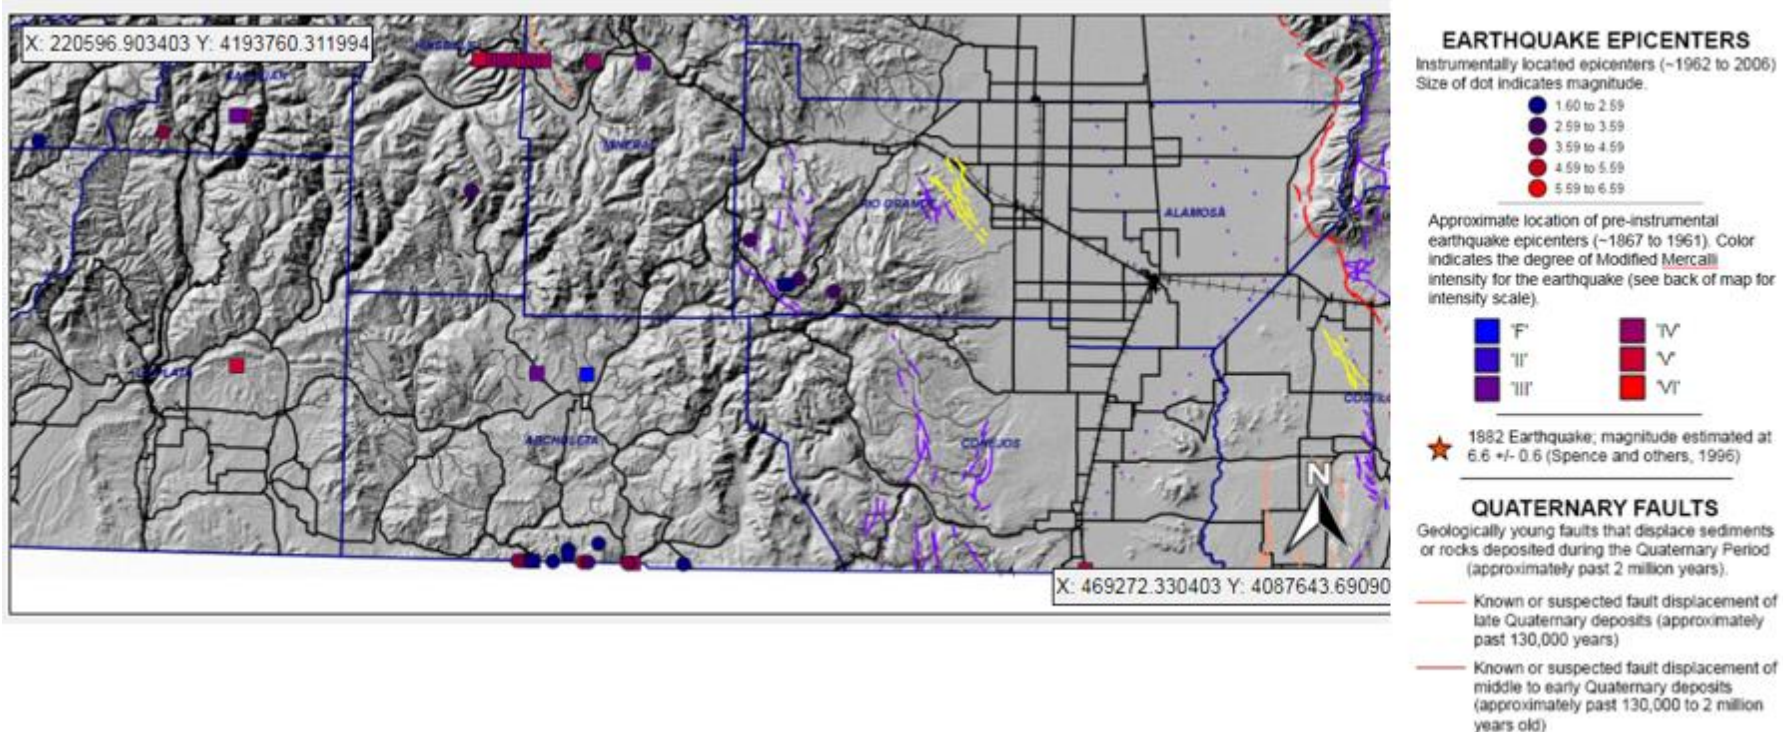 X: 220596.903403 Y: 4193760.311994
MINERAL
RIO GRANDE
ALAMOSA
ARCHULETA
CONEJOS
N
X: 469272.330403 Y: 4087643.69090
EARTHQUAKE EPICENTERS
Instrumentally located epicenters (~1962 to 2006)
Size of dot indicates magnitude.
1.60 to 2.59
2.59 to 3.59
3.59 to 4.59
4.59 to 5.59
5.59 to 6.59
Approximate location of pre-instrumental
earthquake epicenters (~1867 to 1961). Color
indicates the degree of Modified Mercalli
intensity for the earthquake (see back of map for
intensity scale).
'F'
'II'
'III'
'IV'
'V'
'VI'
1882 Earthquake; magnitude estimated at
6.6 +/- 0.6 (Spence and others, 1996)
QUATERNARY FAULTS
Geologically young faults that displace sediments
or rocks deposited during the Quaternary Period
(approximately past 2 million years).
Known or suspected fault displacement of
late Quaternary deposits (approximately
past 130,000 years)
Known or suspected fault displacement of
middle to early Quaternary deposits
(approximately past 130,000 to 2 million
years old)